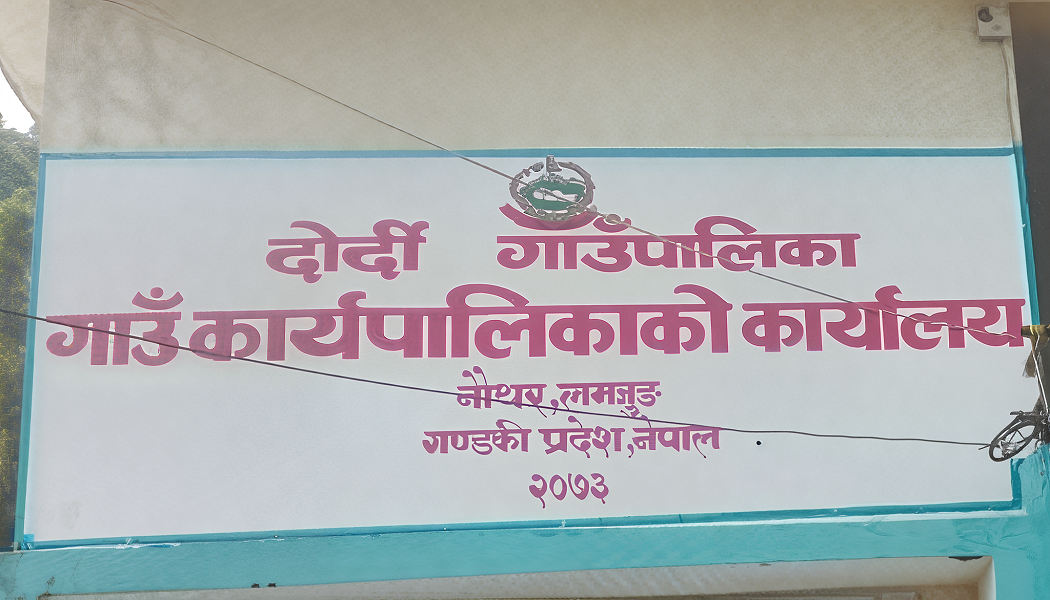 दोर्दी गाउँपालिका
गाउँ कार्यपालिकाको कार्यालय
नौथर, लमजुङ
गण्डकी प्रदेश, नेपाल
२०७३